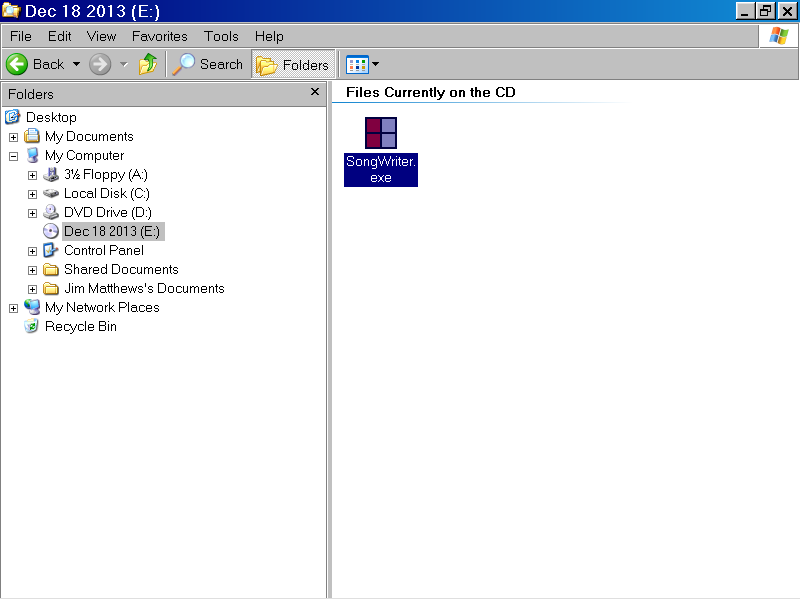 Dec 18 2013 (E:)
File Edit View Favorites Tools Help
Back Search Folders
Folders
Desktop
My Documents
My Computer
3½ Floppy (A:)
Local Disk (C:)
DVD Drive (D:)
Dec 18 2013 (E:)
Control Panel
Shared Documents
Jim Matthews's Documents
My Network Places
Recycle Bin
Files Currently on the CD
SongWriter.
exe